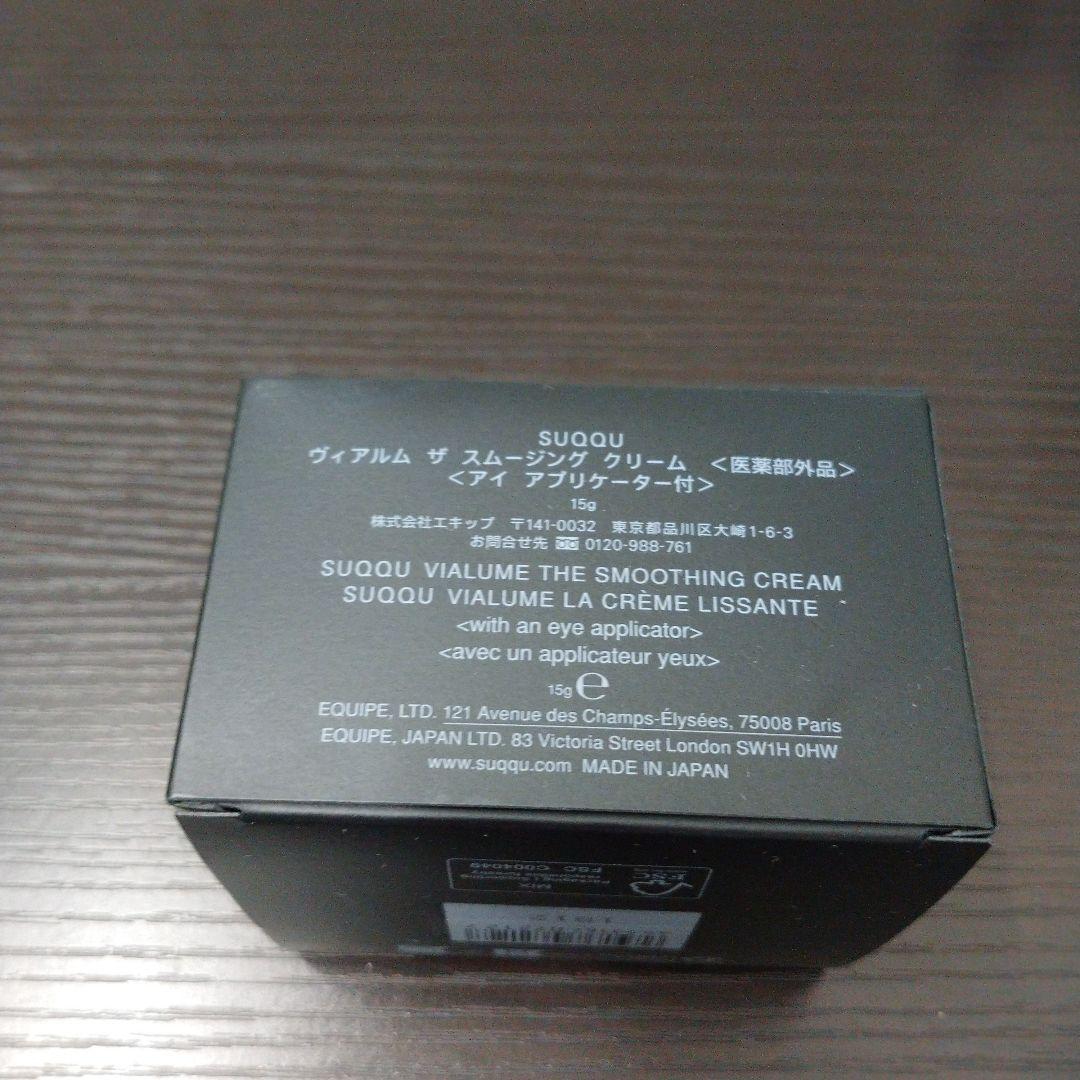 SUQQU
ヴィアルム ザ スムージング クリーム <医薬部外品>
<アイ アプリケーター付>
15g
株式会社エキップ 〒141-0032 東京都品川区大崎1-6-3
お問合せ先 0120-988-761
SUQQU VIALUME THE SMOOTHING CREAM
SUQQU VIALUME LA CRÈME LISSANTE
<with an eye applicator>
<avec un applicateur yeux>
15g ℮
EQUIPE, LTD. 121 Avenue des Champs-Élysées, 75008 Paris
EQUIPE, JAPAN LTD. 83 Victoria Street London SW1H 0HW
www.suqqu.com MADE IN JAPAN
FSC
MIX
FSC C004049